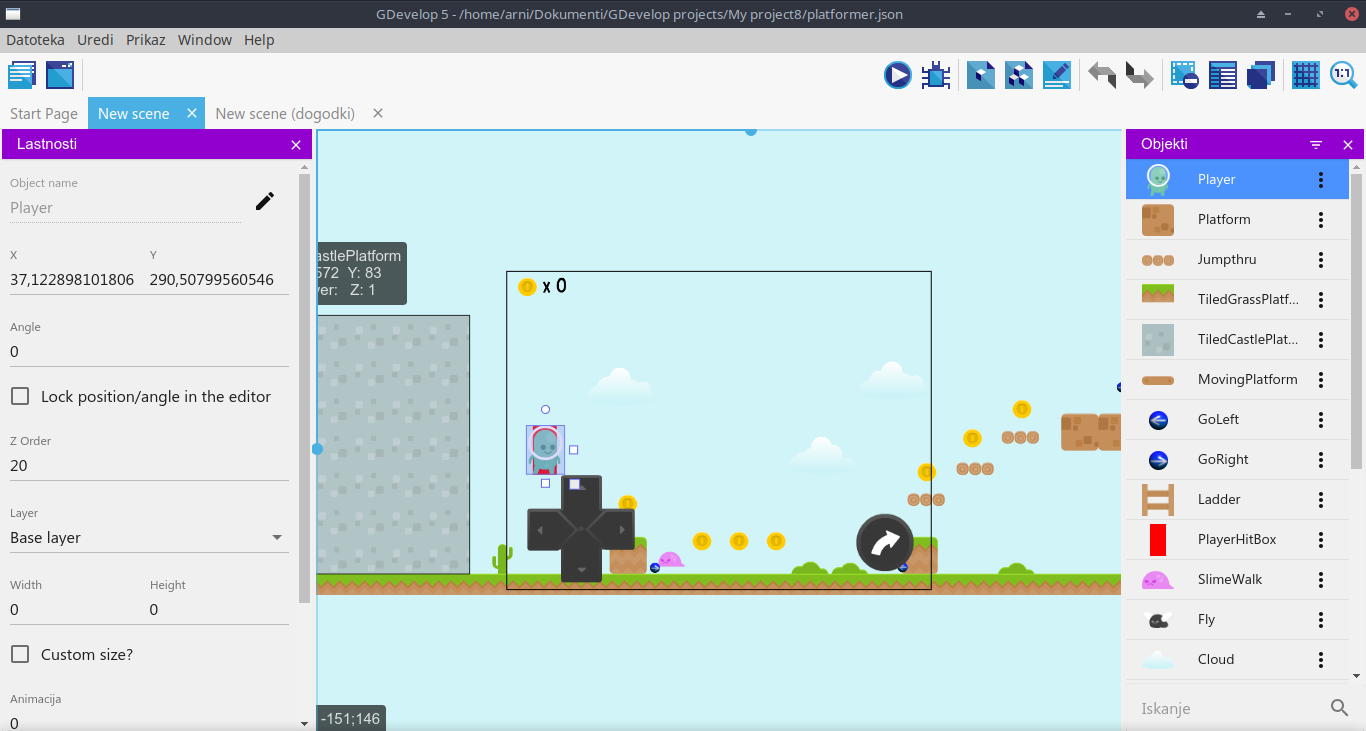 GDevelop 5 - /home/arni/Dokumenti/GDevelop projects/My project8/platformer.json
Datoteka Uredi Prikaz Window Help
1:1
Start Page New scene New scene (dogodki)
Lastnosti
Object name
Player
X Y
37,122898101806 290,50799560546
Angle
0
Lock position/angle in the editor
Z Order
20
Layer
Base layer
Width Height
0 0
Custom size?
Animacija
0
astlePlatform
572 Y: 83
yer: Z: 1
x 0
-151;146
Objekti
Player
Platform
Jumpthru
TiledGrassPlatf...
TiledCastlePlat...
MovingPlatform
GoLeft
GoRight
Ladder
PlayerHitBox
SlimeWalk
Fly
Cloud
Iskanje